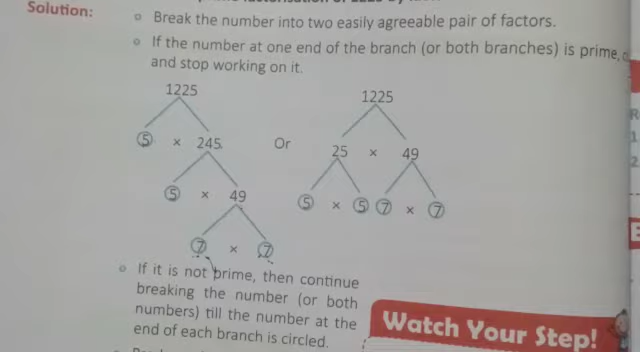 Solution:
Break the number into two easily agreeable pair of factors.
If the number at one end of the branch (or both branches) is prime,
and stop working on it.
1225
1225
5 × 245
Or
25 × 49
5 × 49
5 × 5 7 × 7
7 × 7
If it is not prime, then continue
breaking the number (or both
numbers) till the number at the
end of each branch is circled.
Watch Your Step!
R
1
2
E